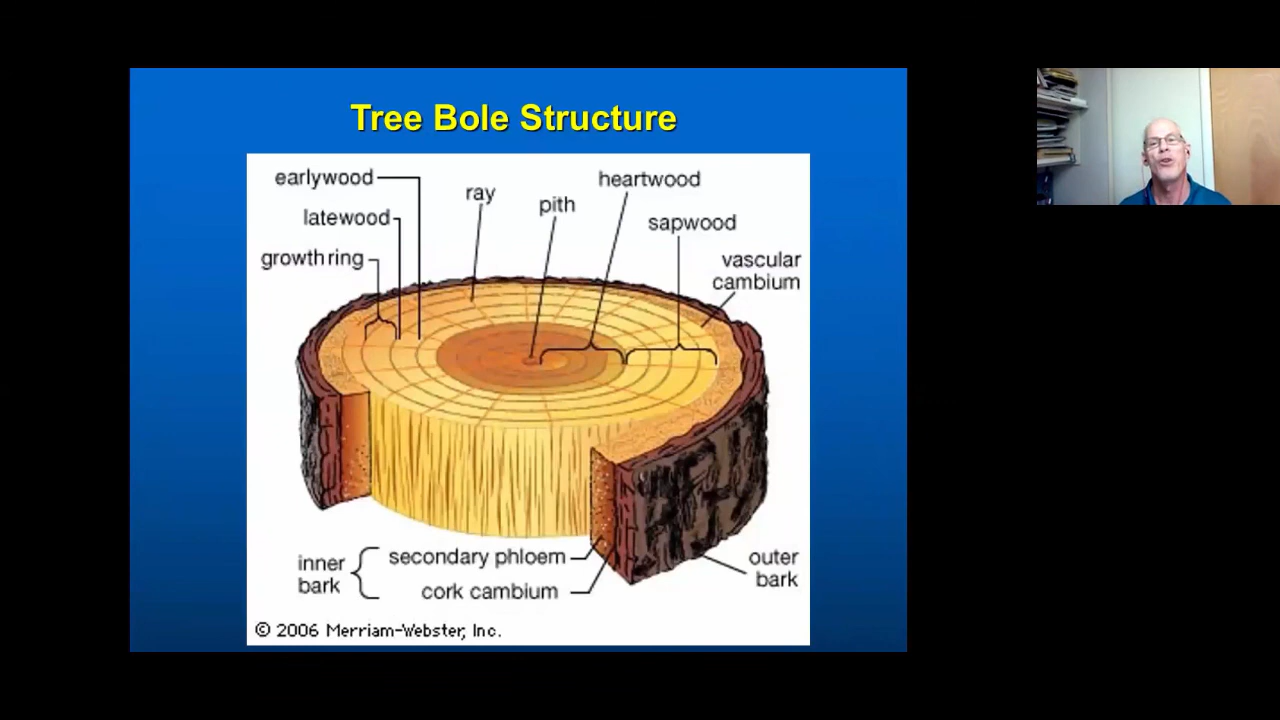 Tree Bole Structure
earlywood
latewood
growth ring
ray
pith
heartwood
sapwood
vascular
cambium
inner
bark
secondary phloem
cork cambium
outer
bark
© 2006 Merriam-Webster, Inc.